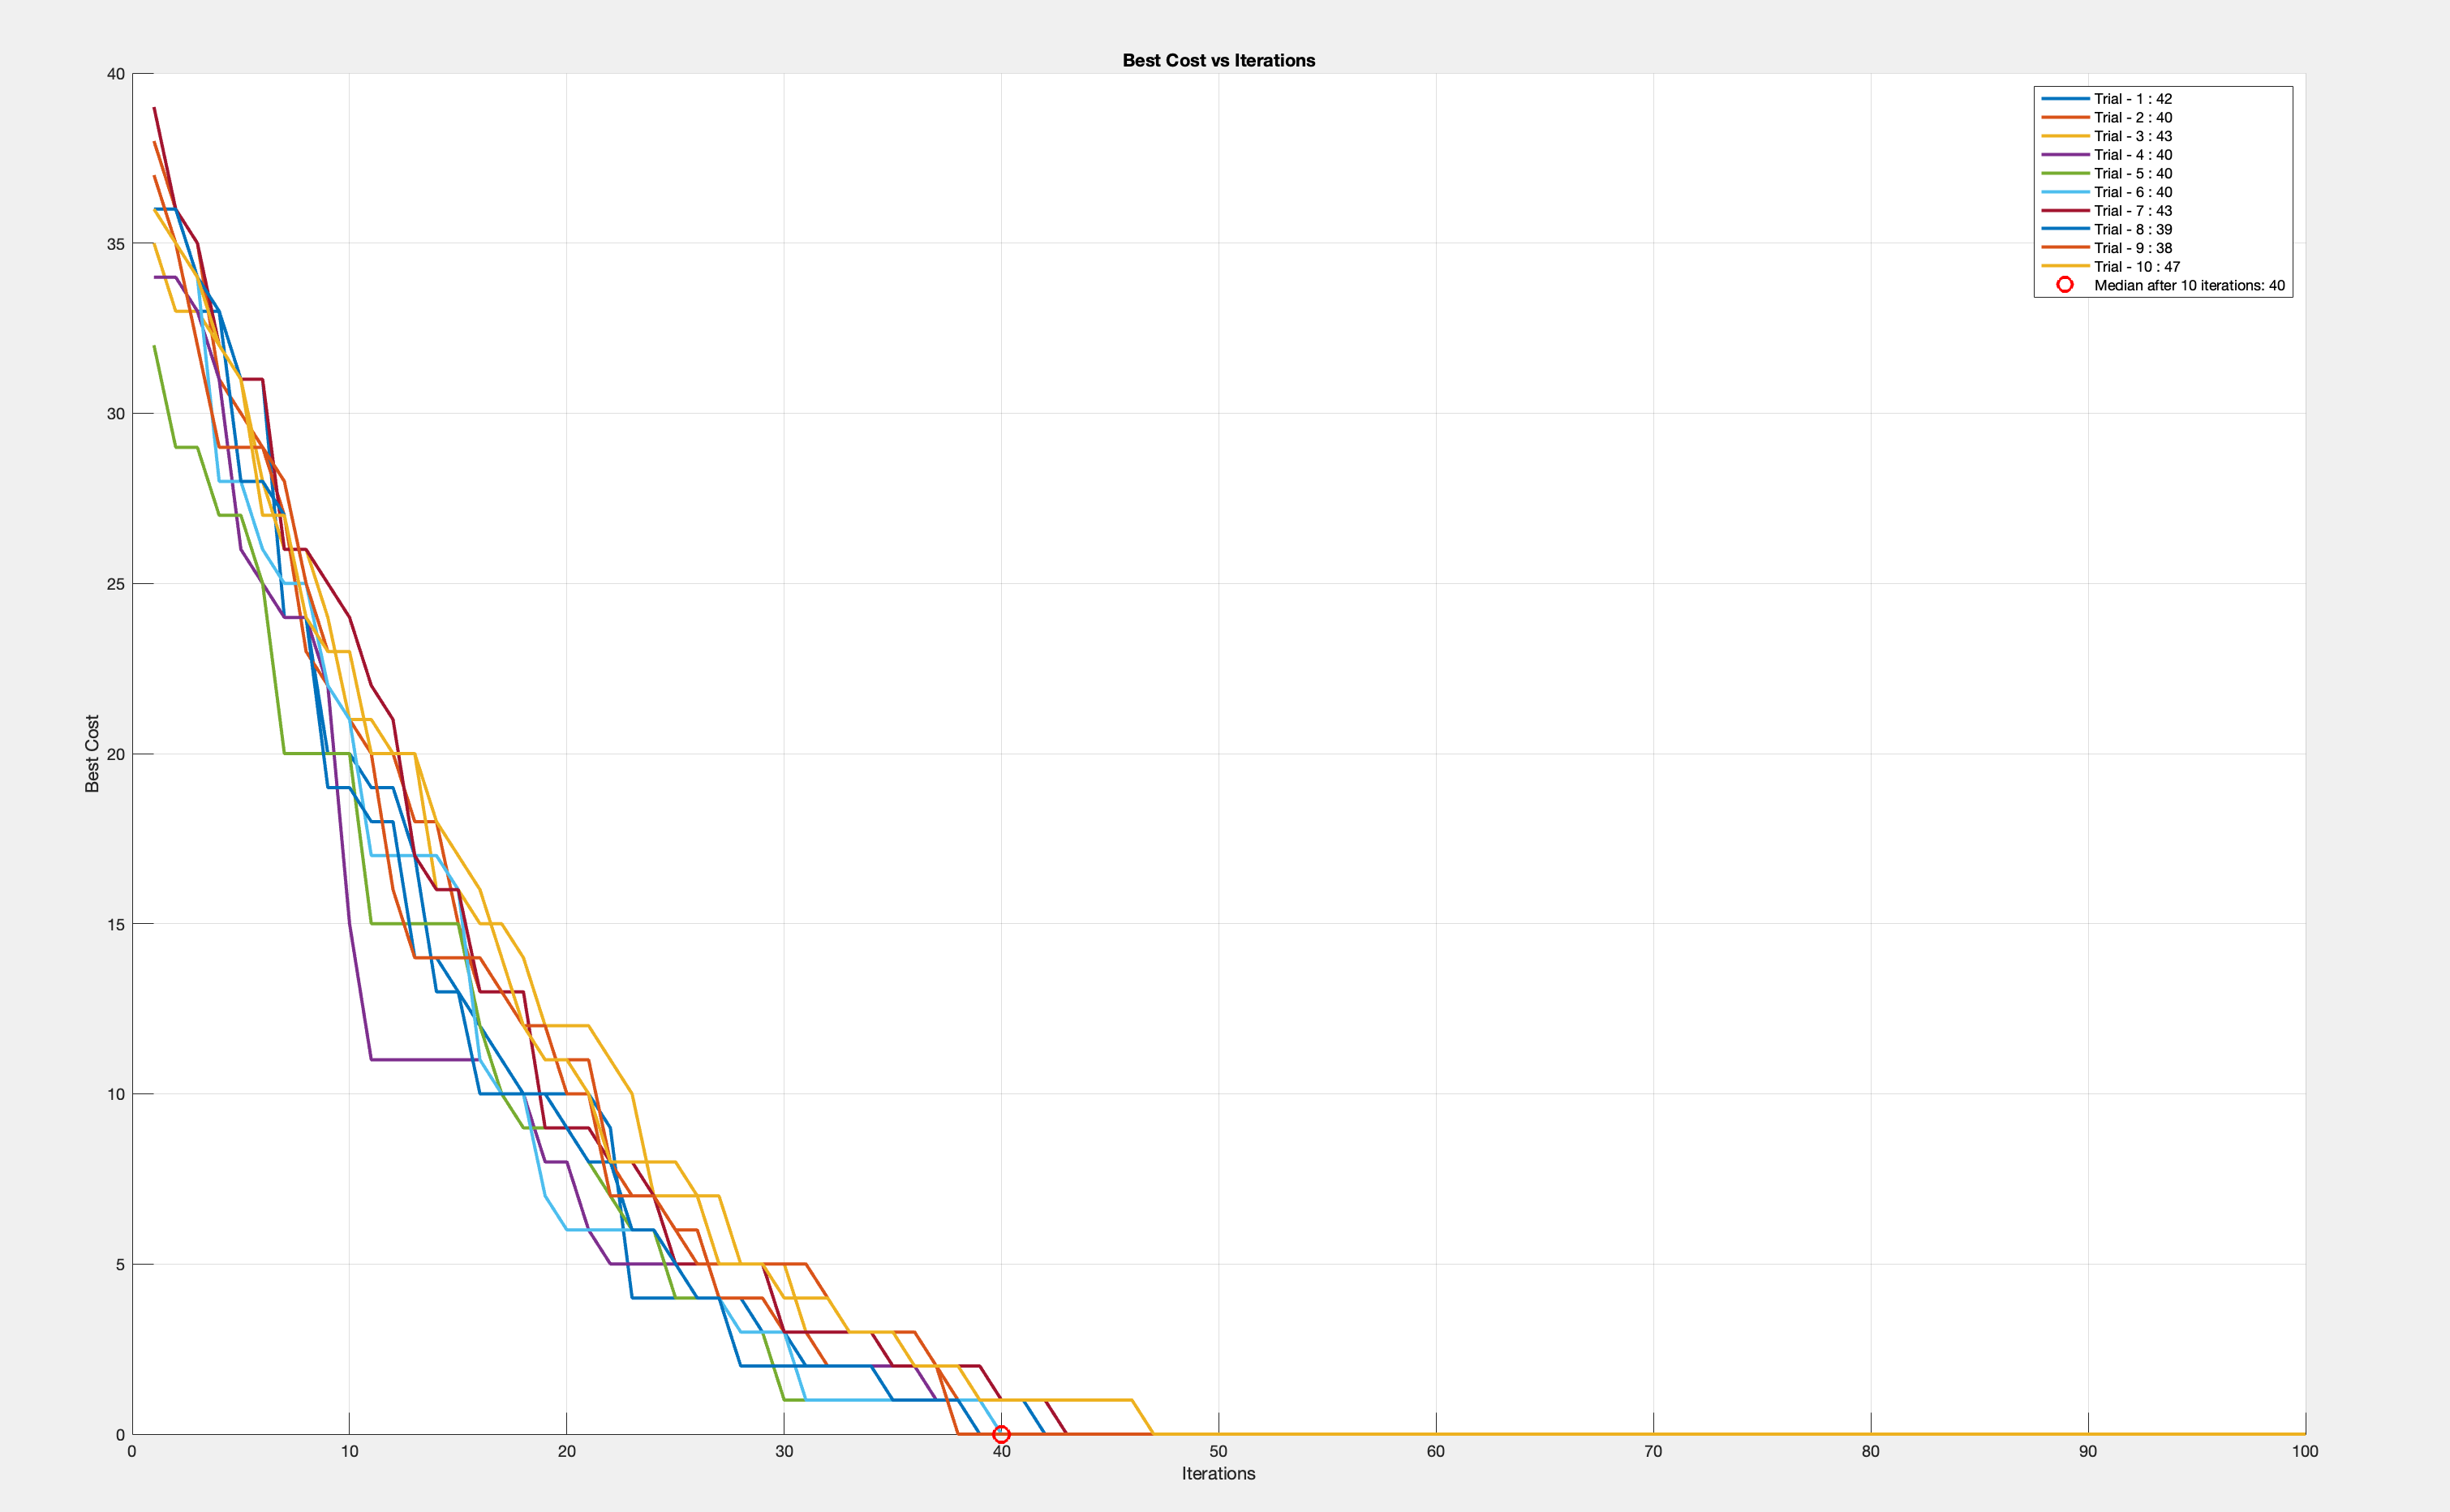 Best Cost vs Iterations
40
35
30
25
20
15
10
5
0
Best Cost
Trial - 1 : 42
Trial - 2 : 40
Trial - 3 : 43
Trial - 4 : 40
Trial - 5 : 40
Trial - 6 : 40
Trial - 7 : 43
Trial - 8 : 39
Trial - 9 : 38
Trial - 10 : 47
Median after 10 iterations: 40
0 10 20 30 40 50 60 70 80 90 100
Iterations